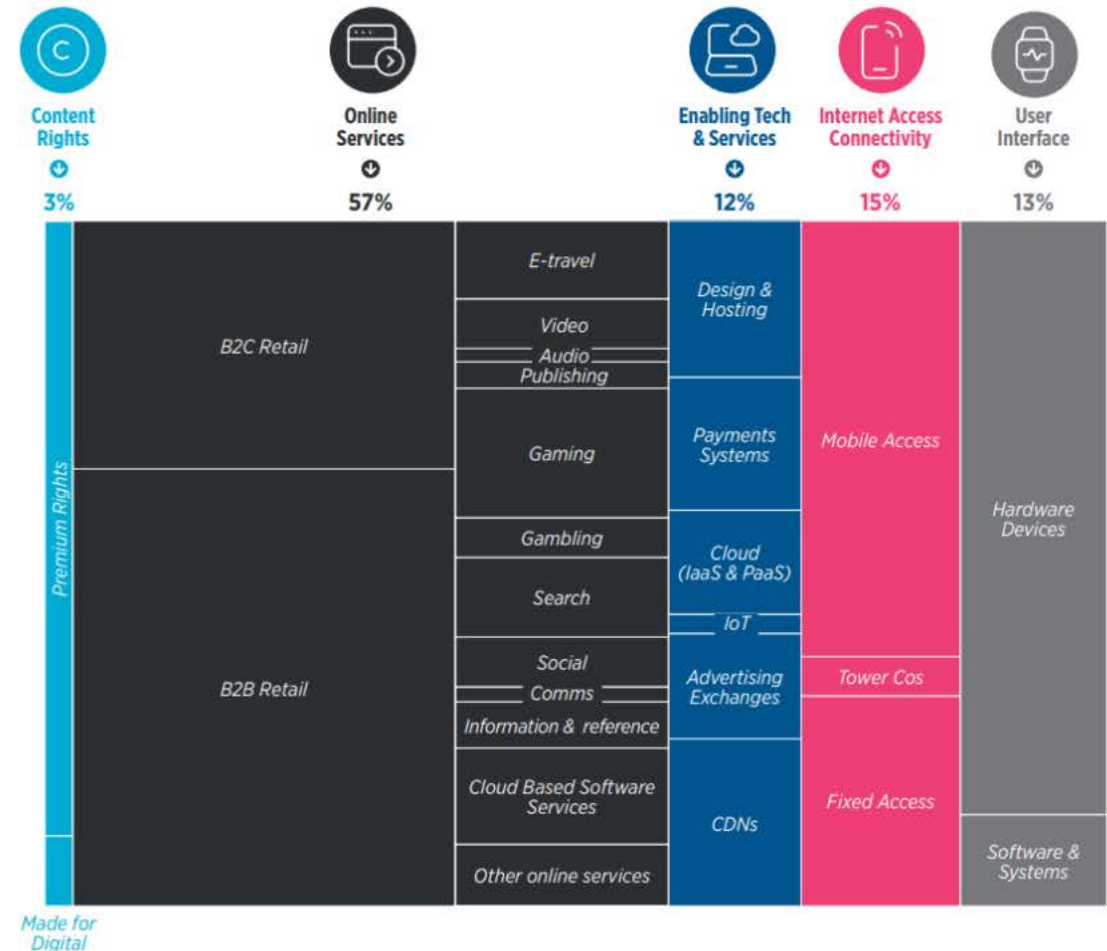 C
Content
Rights
3%
Online
Services
57%
Enabling Tech
& Services
12%
Internet Access
Connectivity
15%
User
Interface
13%
Premium Rights
Made for
Digital
B2C Retail
B2B Retail
E-travel
Video
Audio
Publishing
Gaming
Gambling
Search
Social
Comms
Information & reference
Cloud Based Software
Services
Other online services
Design &
Hosting
Payments
Systems
Cloud
(IaaS & PaaS)
IoT
Advertising
Exchanges
CDNs
Mobile Access
Tower Cos
Fixed Access
Hardware
Devices
Software &
Systems